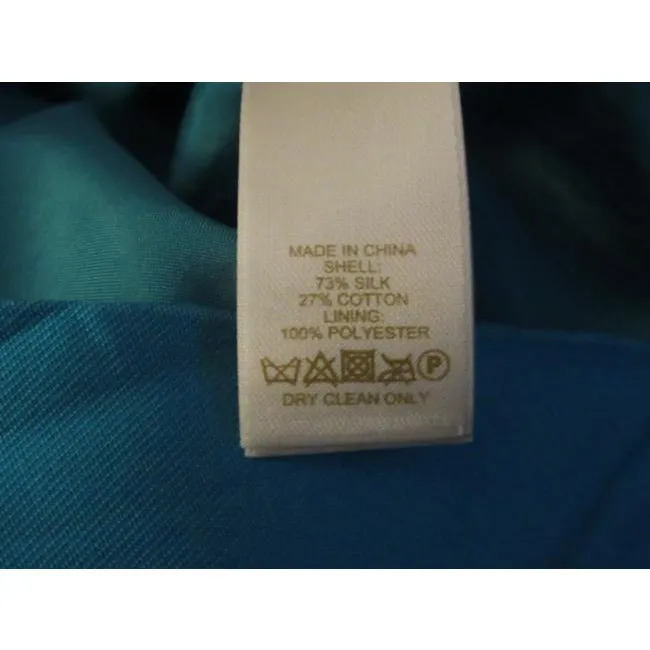 MADE IN CHINA
SHELL:
73% SILK
27% COTTON
LINING:
100% POLYESTER
P
DRY CLEAN ONLY